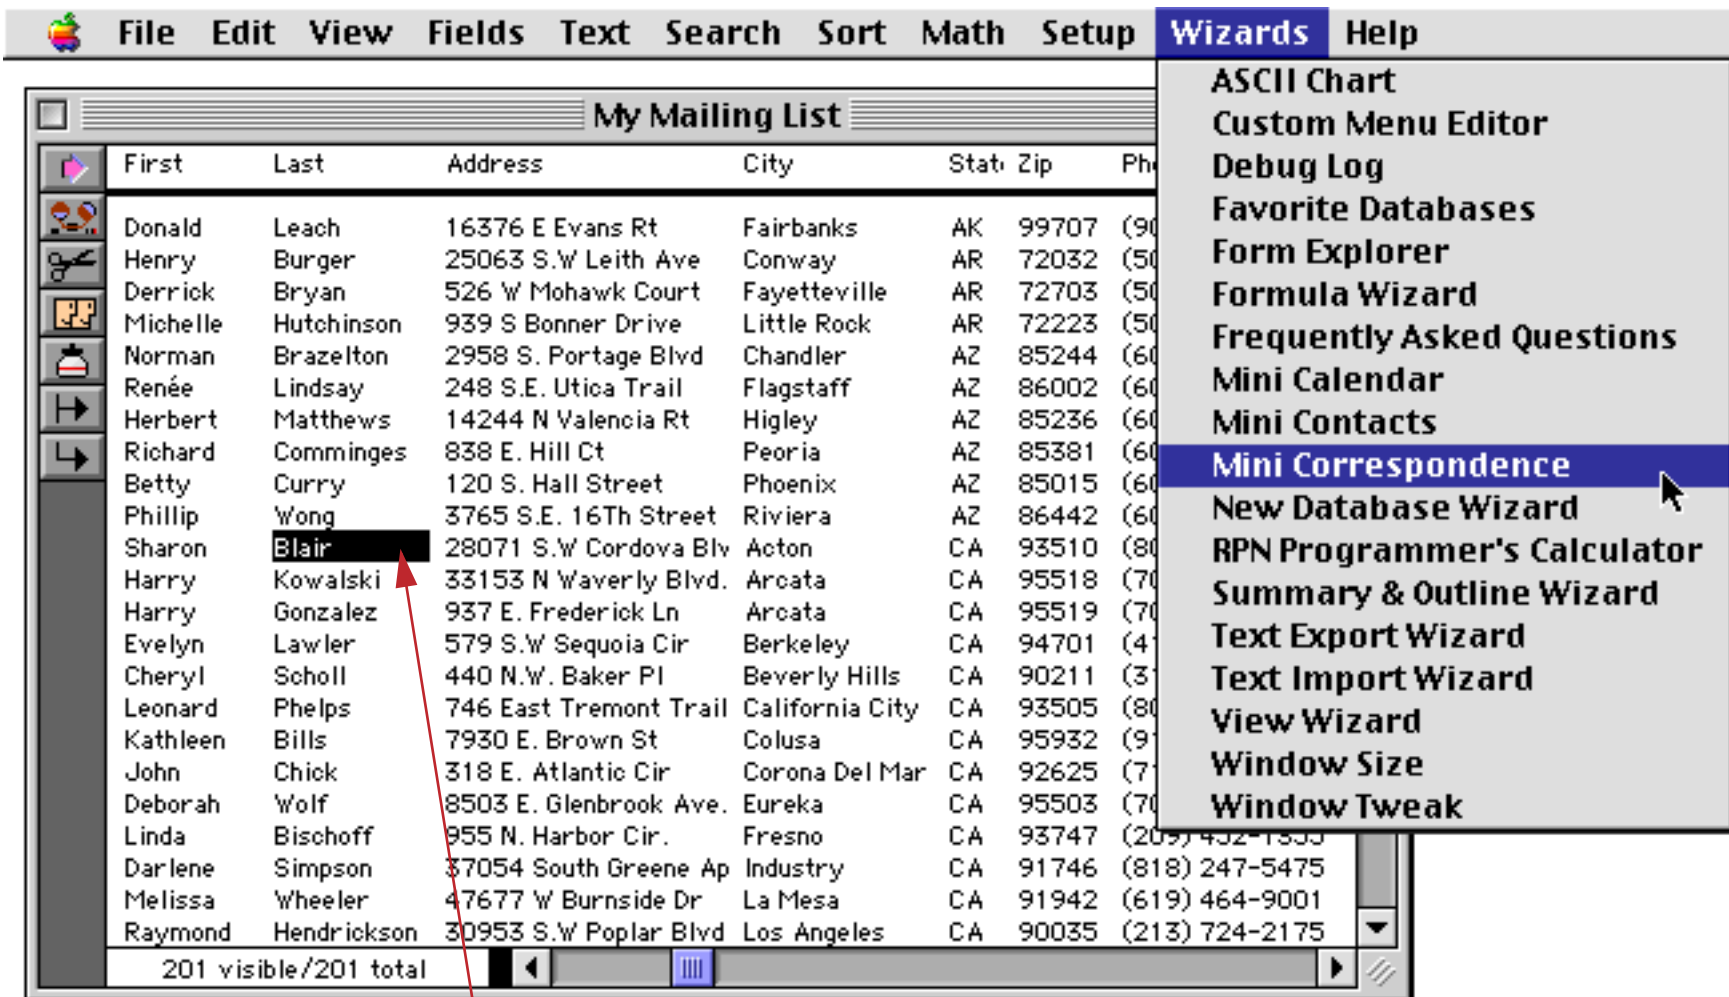 File Edit View Fields Text Search Sort Math Setup Wizards Help
My Mailing List
First Last Address City Zip
Donald Leach 16376 E Evans Rt Fairbanks AK 99707
Henry Burger 25063 S.W Leith Ave Conway AR 72032
Derrick Bryan 526 W Mohawk Court Fayetteville AR 72703
Michelle Hutchinson 939 S Bonner Drive Little Rock AR 72223
Norman Brazelton 2958 S. Portage Blvd Chandler AZ 85244
Renée Lindsay 248 S.E. Utica Trail Flagstaff AZ 86002
Herbert Matthews 14244 N Valencia Rt Higley AZ 85236
Richard Comminges 838 E. Hill Ct Peoria AZ 85381
Betty Curry 120 S. Hall Street Phoenix AZ 85015
Phillip Wong 3765 S.E. 16Th Street Riviera AZ 86442
Sharon Blair 28071 S.W Cordova Blv Acton CA 93510
Harry Kowalski 33153 N Waverly Blvd. Arcata CA 95518
Harry Gonzalez 937 E. Frederick Ln Arcata CA 95519
Evelyn Lawler 579 S.W Sequoia Cir Berkeley CA 94701
Cheryl Scholl 440 N.W. Baker Pl Beverly Hills CA 90211
Leonard Phelps 746 East Tremont Trail California City CA 93505
Kathleen Bills 7930 E. Brown St Colusa CA 95932
John Chick 318 E. Atlantic Cir Corona Del Mar CA 92625
Deborah Wolf 8503 E. Glenbrook Ave. Eureka CA 95503
Linda Bischoff 955 N. Harbor Cir. Fresno CA 93747
Darlene Simpson 37054 South Greene Ap Industry CA 91746 (818) 247-5475
Melissa Wheeler 47677 W Burnside Dr La Mesa CA 91942 (619) 464-9001
Raymond Hendrickson 30953 S.W Poplar Blvd Los Angeles CA 90035 (213) 724-2175
201 visible/201 total
ASCII Chart
Custom Menu Editor
Debug Log
Favorite Databases
Form Explorer
Formula Wizard
Frequently Asked Questions
Mini Calendar
Mini Contacts
Mini Correspondence
New Database Wizard
RPN Programmer's Calculator
Summary & Outline Wizard
Text Export Wizard
Text Import Wizard
View Wizard
Window Size
Window Tweak